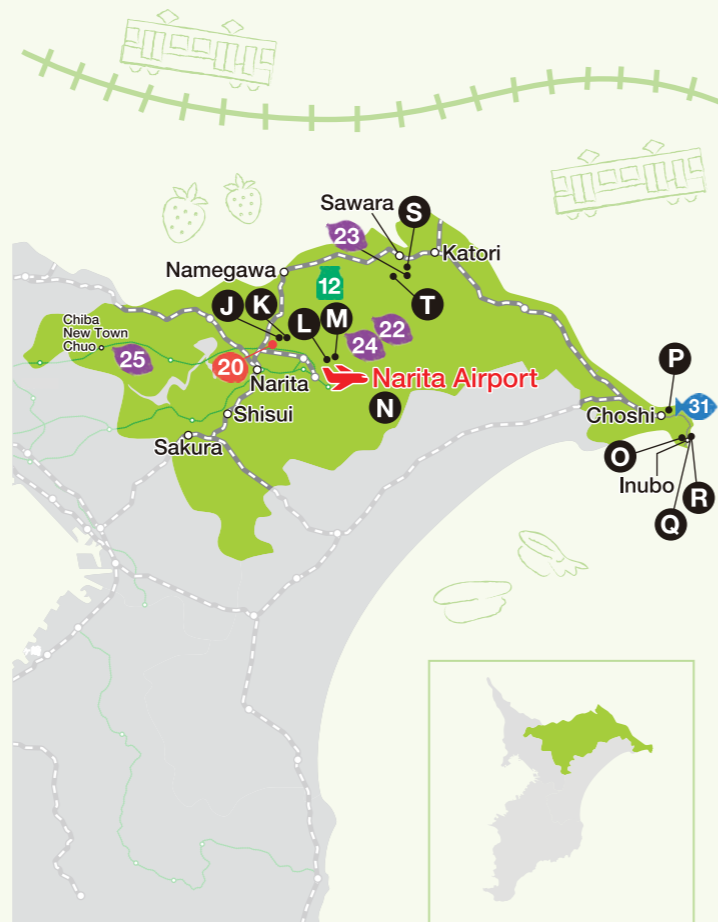 Sawara
S
23
Katori
Namegawa
12
J
K
L
M
T
Chiba
New Town
Chuo
25
22
24
20
Narita
Narita Airport
N
P
31
Choshi
Shisui
Sakura
O
Inubo
R
Q